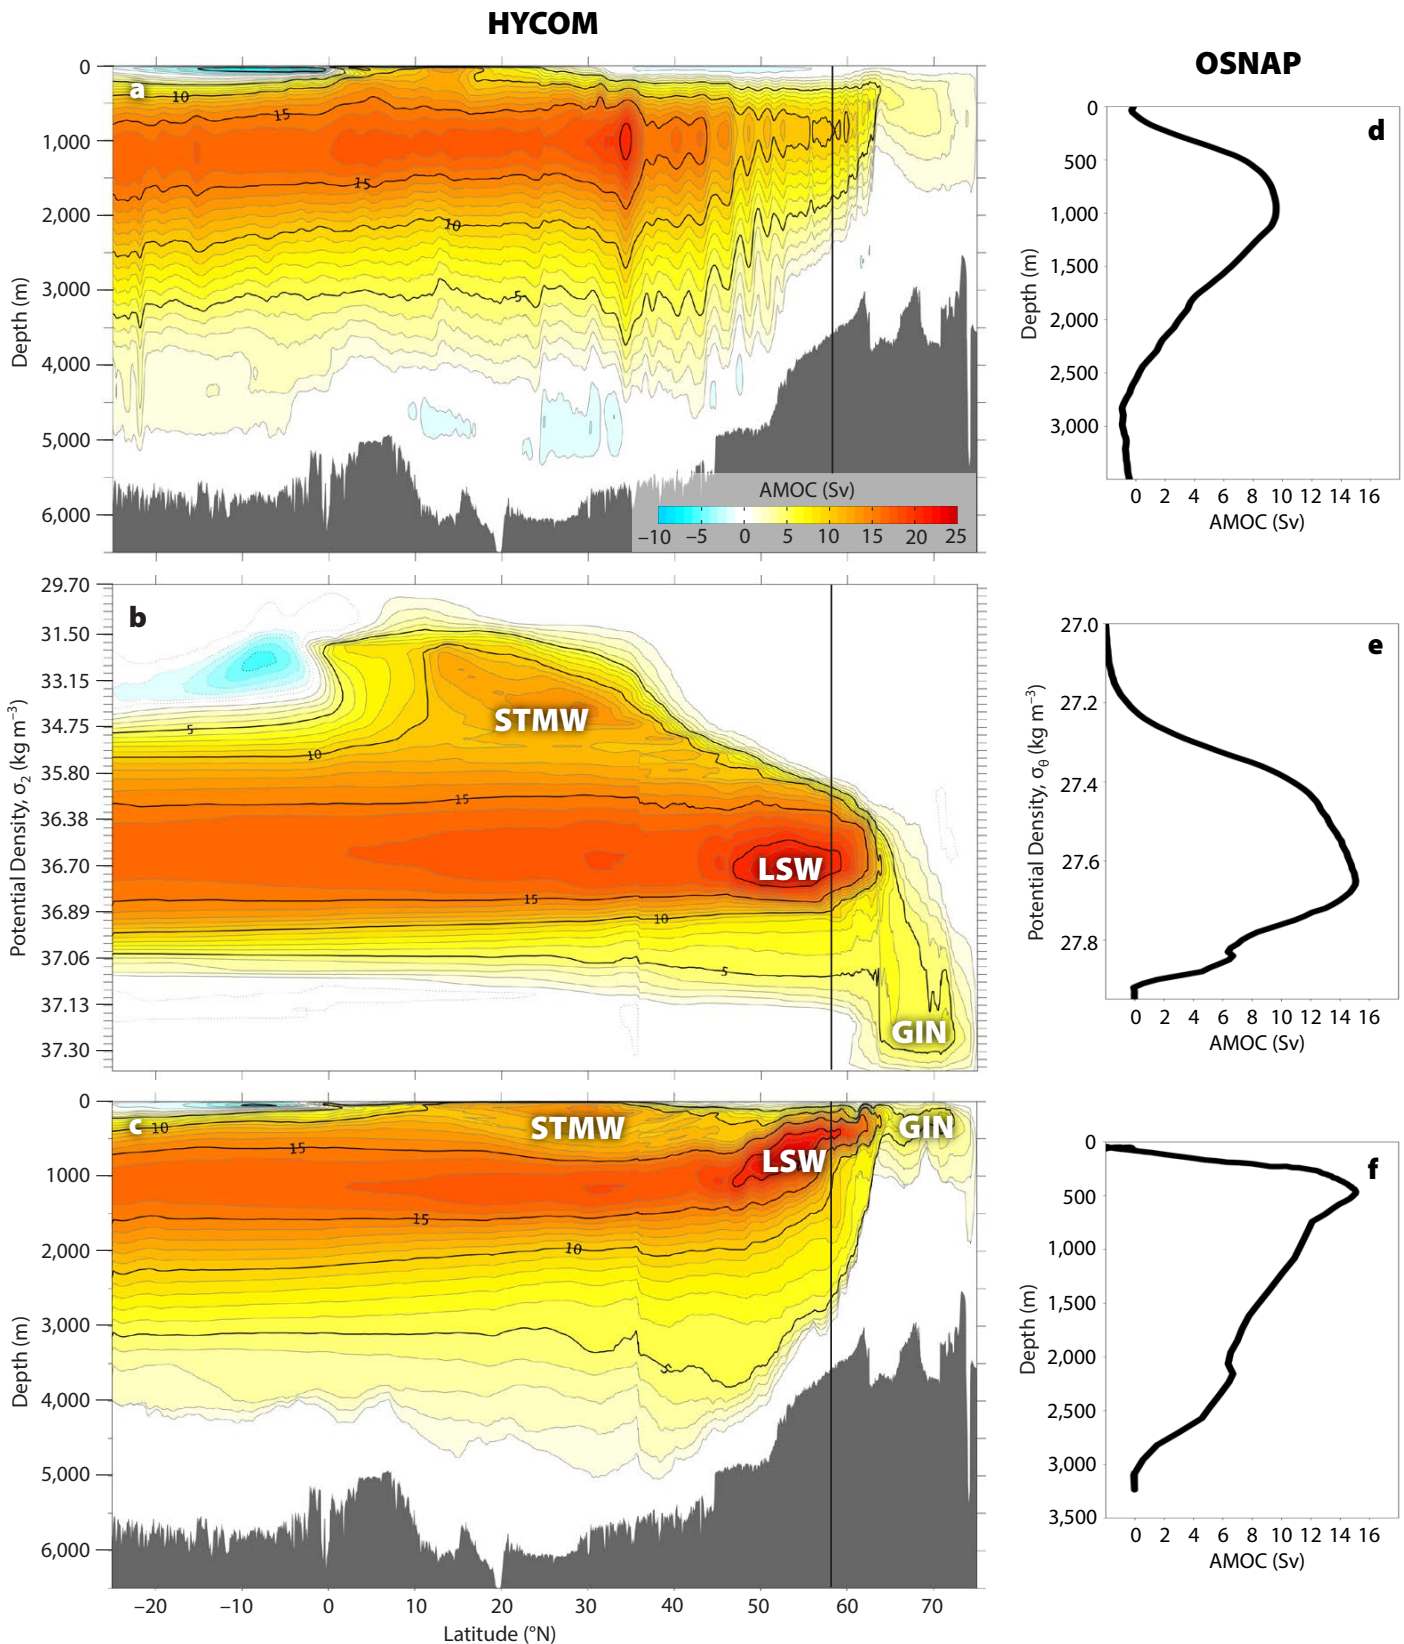 HYCOM
OSNAP
a
0
1,000
2,000
3,000
4,000
5,000
6,000
Depth (m)
10
15
15
10
5
AMOC (Sv)
−10 −5 0 5 10 15 20 25
d
0
500
1,000
1,500
2,000
2,500
3,000
Depth (m)
0 2 4 6 8 10 12 14 16
AMOC (Sv)
b
29.70
31.50
33.15
34.75
35.80
36.38
36.70
36.89
37.06
37.13
37.30
Potential Density, σ2 (kg m−3)
STMW
5
10
15
LSW
15
10
5
GIN
e
27.0
27.2
27.4
27.6
27.8
Potential Density, σθ (kg m−3)
0 2 4 6 8 10 12 14 16
AMOC (Sv)
c
0
1000
2,000
3,000
4,000
5,000
6,000
Depth (m)
STMW
GIN
10
15
LSW
15
10
5
−20 −10 0 10 20 30 40 50 60 70
Latitude (°N)
f
0
500
1,000
1,500
2,000
2,500
3,000
3,500
Depth (m)
0 2 4 6 8 10 12 14 16
AMOC (Sv)